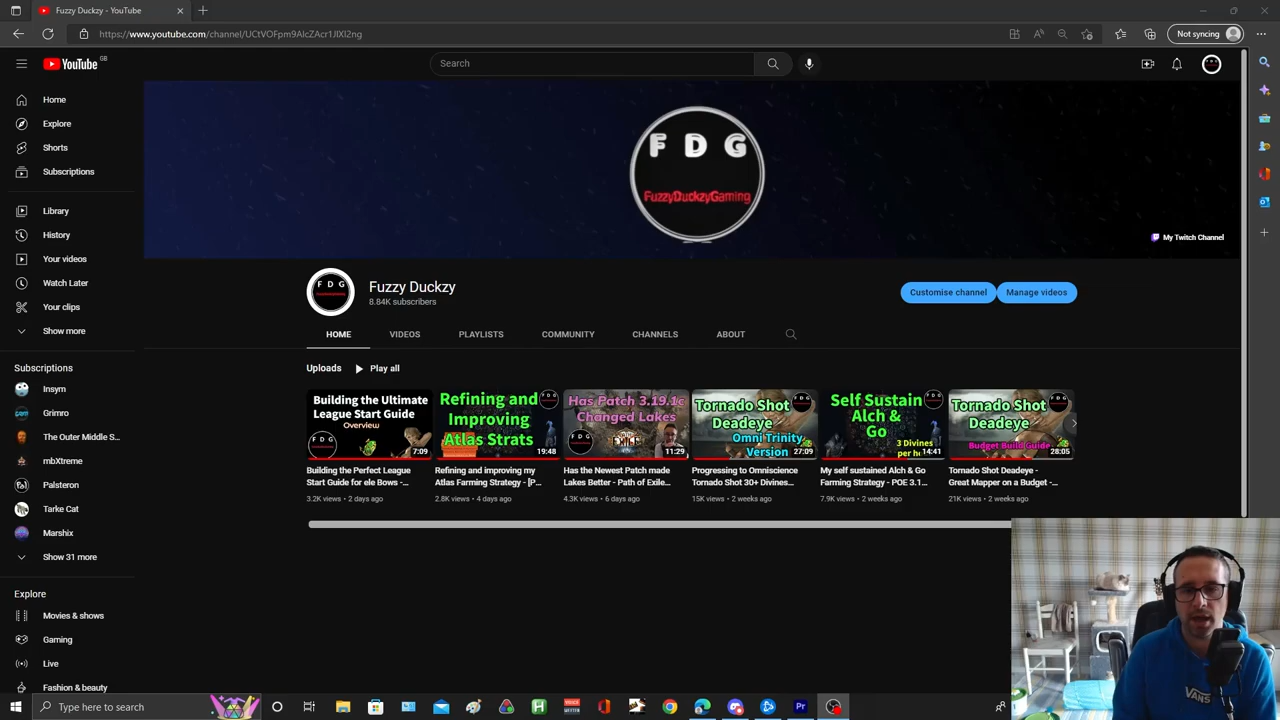 Fuzzy Duckzy - YouTube
https://www.youtube.com/channel/UCtVOFpm9AlcZAcr1JlXl2ng
Not syncing
YouTube GB
Search
Home
Explore
Shorts
Subscriptions
Library
History
Your videos
Watch Later
Your clips
Show more
Subscriptions
Insym
Grimro
The Outer Middle S...
mbXtreme
Palsteron
Tarke Cat
Marshix
Show 31 more
Explore
Movies & shows
Gaming
Live
Fashion & beauty
F D G
FuzzyDuckzyGaming
My Twitch Channel
F D G
Fuzzy Duckzy
8.84K subscribers
Customise channel
Manage videos
HOME
VIDEOS
PLAYLISTS
COMMUNITY
CHANNELS
ABOUT
Uploads
Play all
Building the Ultimate
League Start Guide
Overview
F D G
7:09
Building the Perfect League
Start Guide for ele Bows - ...
3.2K views • 2 days ago
Refining and
Improving
Atlas Strats
19:48
Refining and improving my
Atlas Farming Strategy - [P...
2.8K views • 4 days ago
Has Patch 3.19.1c
Changed Lakes
EXILE
11:29
Has the Newest Patch made
Lakes Better - Path of Exile...
4.3K views • 6 days ago
Tornado Shot
Deadeye
Omni Trinity
Version
27:09
Progressing to Omniscience
Tornado Shot 30+ Divines...
15K views • 2 weeks ago
Self Sustain
Alch &
Go
3 Divines
per h
14:41
My self sustained Alch & Go
Farming Strategy - POE 3.1...
7.9K views • 2 weeks ago
Tornado Shot
Deadeye
Budget Build Guide
28:05
Tornado Shot Deadeye -
Great Mapper on a Budget - ...
21K views • 2 weeks ago
VANS
Type here to search
Pr